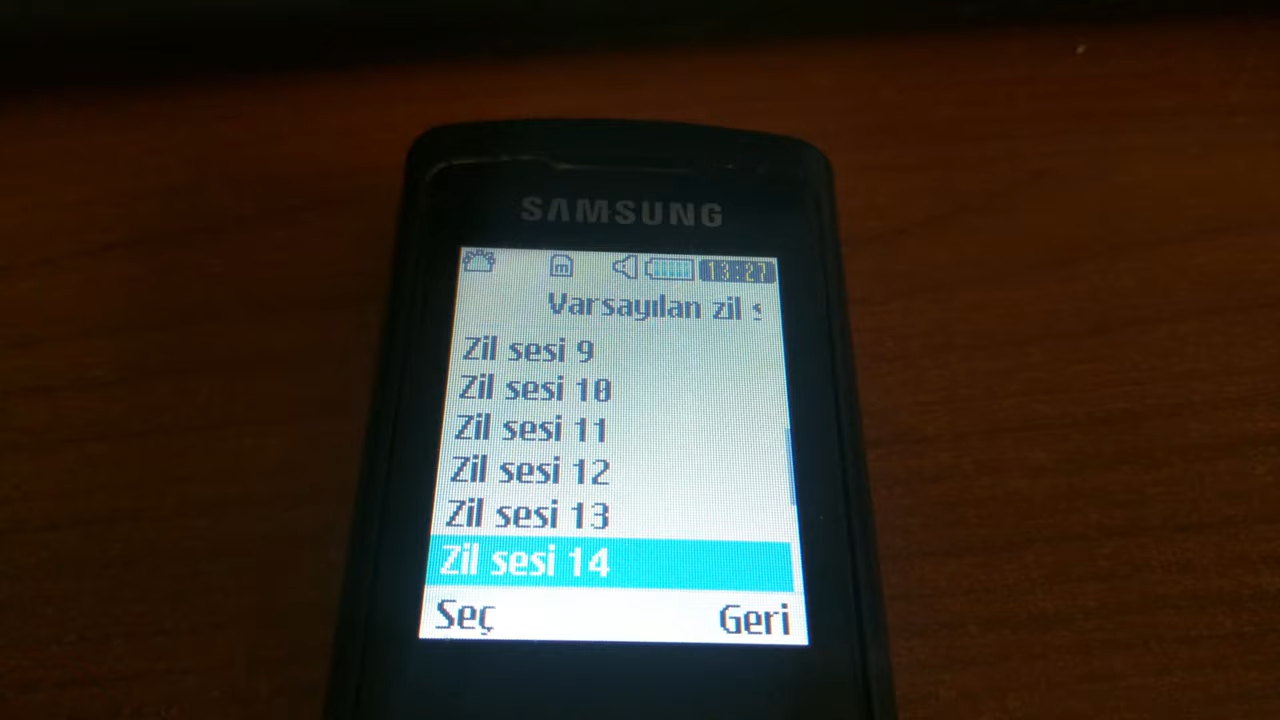 SAMSUNG
13:27
Varsayılan zil s
Zil sesi 9
Zil sesi 10
Zil sesi 11
Zil sesi 12
Zil sesi 13
Zil sesi 14
Seç Geri